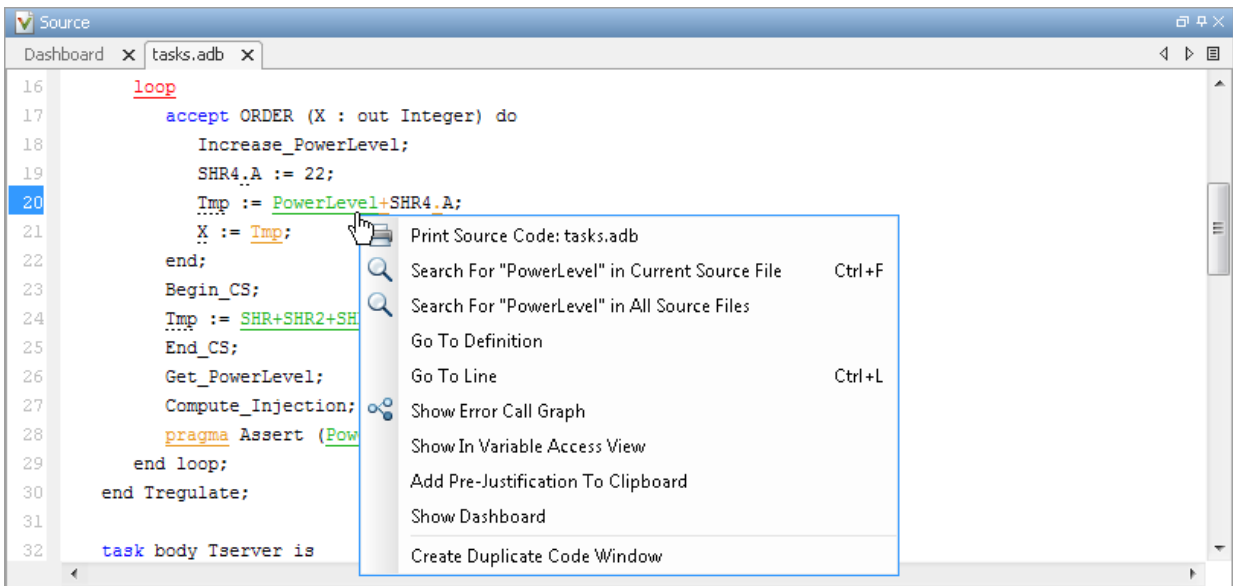 Source
Dashboard tasks.adb
16 loop
17 accept ORDER (X : out Integer) do
18 Increase_PowerLevel;
19 SHR4.A := 22;
20 Tmp := PowerLevel+SHR4.A;
21 X := Tmp;
22 end;
23 Begin_CS;
24 Tmp := SHR+SHR2+SH
25 End_CS;
26 Get_PowerLevel;
27 Compute_Injection;
28 pragma Assert (Pow
29 end loop;
30 end Tregulate;
31
32 task body Tserver is
Print Source Code: tasks.adb
Search For "PowerLevel" in Current Source File Ctrl+F
Search For "PowerLevel" in All Source Files
Go To Definition
Go To Line Ctrl+L
Show Error Call Graph
Show In Variable Access View
Add Pre-Justification To Clipboard
Show Dashboard
Create Duplicate Code Window